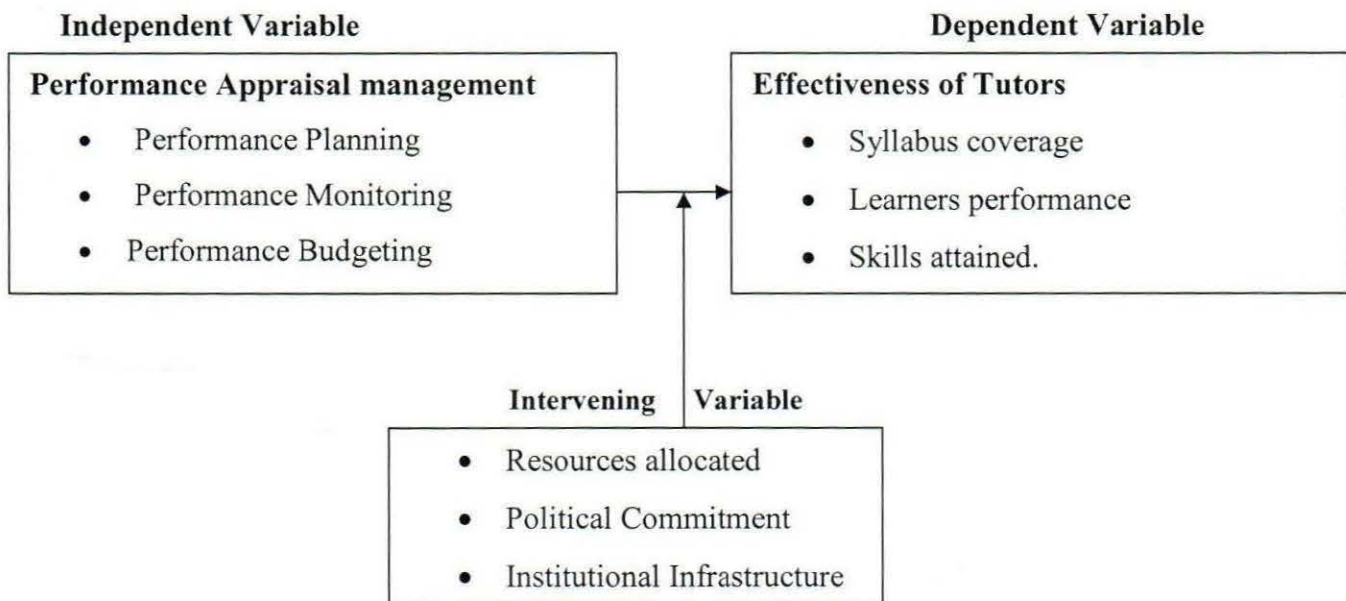 Independent Variable
Dependent Variable
Performance Appraisal management
• Performance Planning
• Performance Monitoring
• Performance Budgeting
Effectiveness of Tutors
• Syllabus coverage
• Learners performance
• Skills attained.
Intervening Variable
• Resources allocated
• Political Commitment
• Institutional Infrastructure